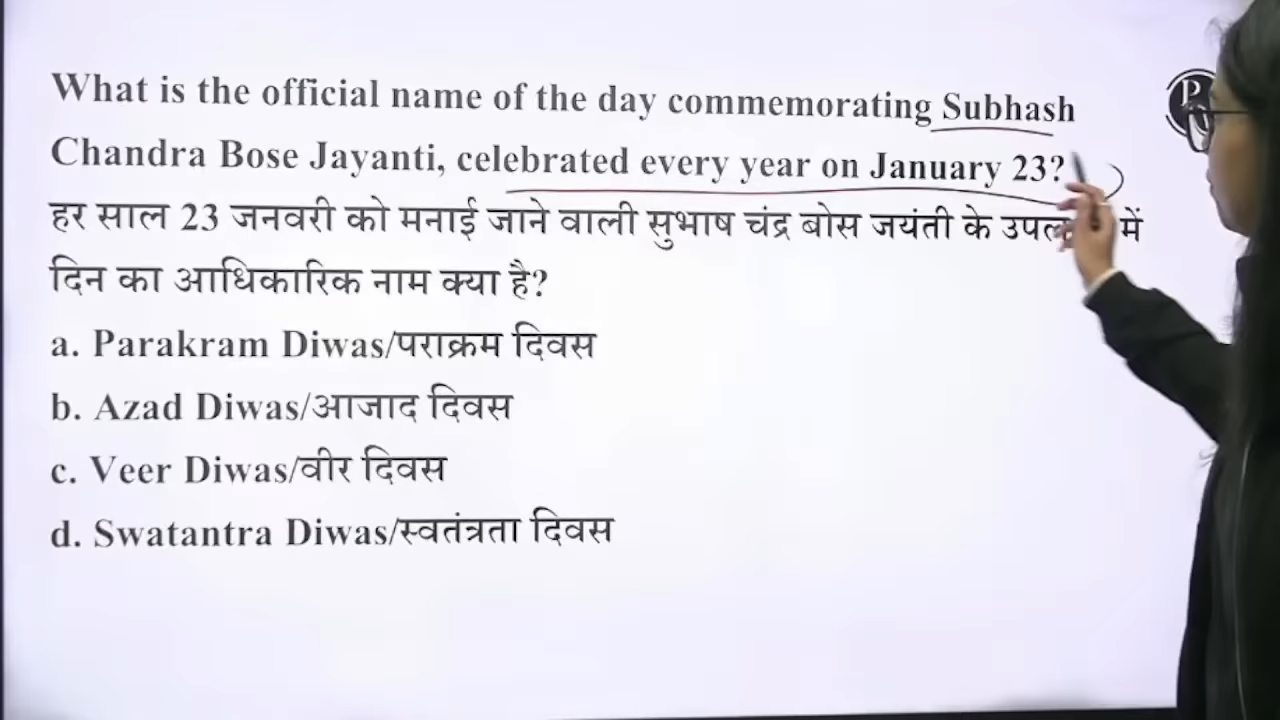 What is the official name of the day commemorating Subhash
Chandra Bose Jayanti, celebrated every year on January 23?
हर साल 23 जनवरी को मनाई जाने वाली सुभाष चंद्र बोस जयंती के में
दिन का आधिकारिक नाम क्या है?
a. Parakram Diwas/पराक्रम दिवस
b. Azad Diwas/आजाद दिवस
c. Veer Diwas/वीर दिवस
d. Swatantra Diwas/स्वतंत्रता दिवस